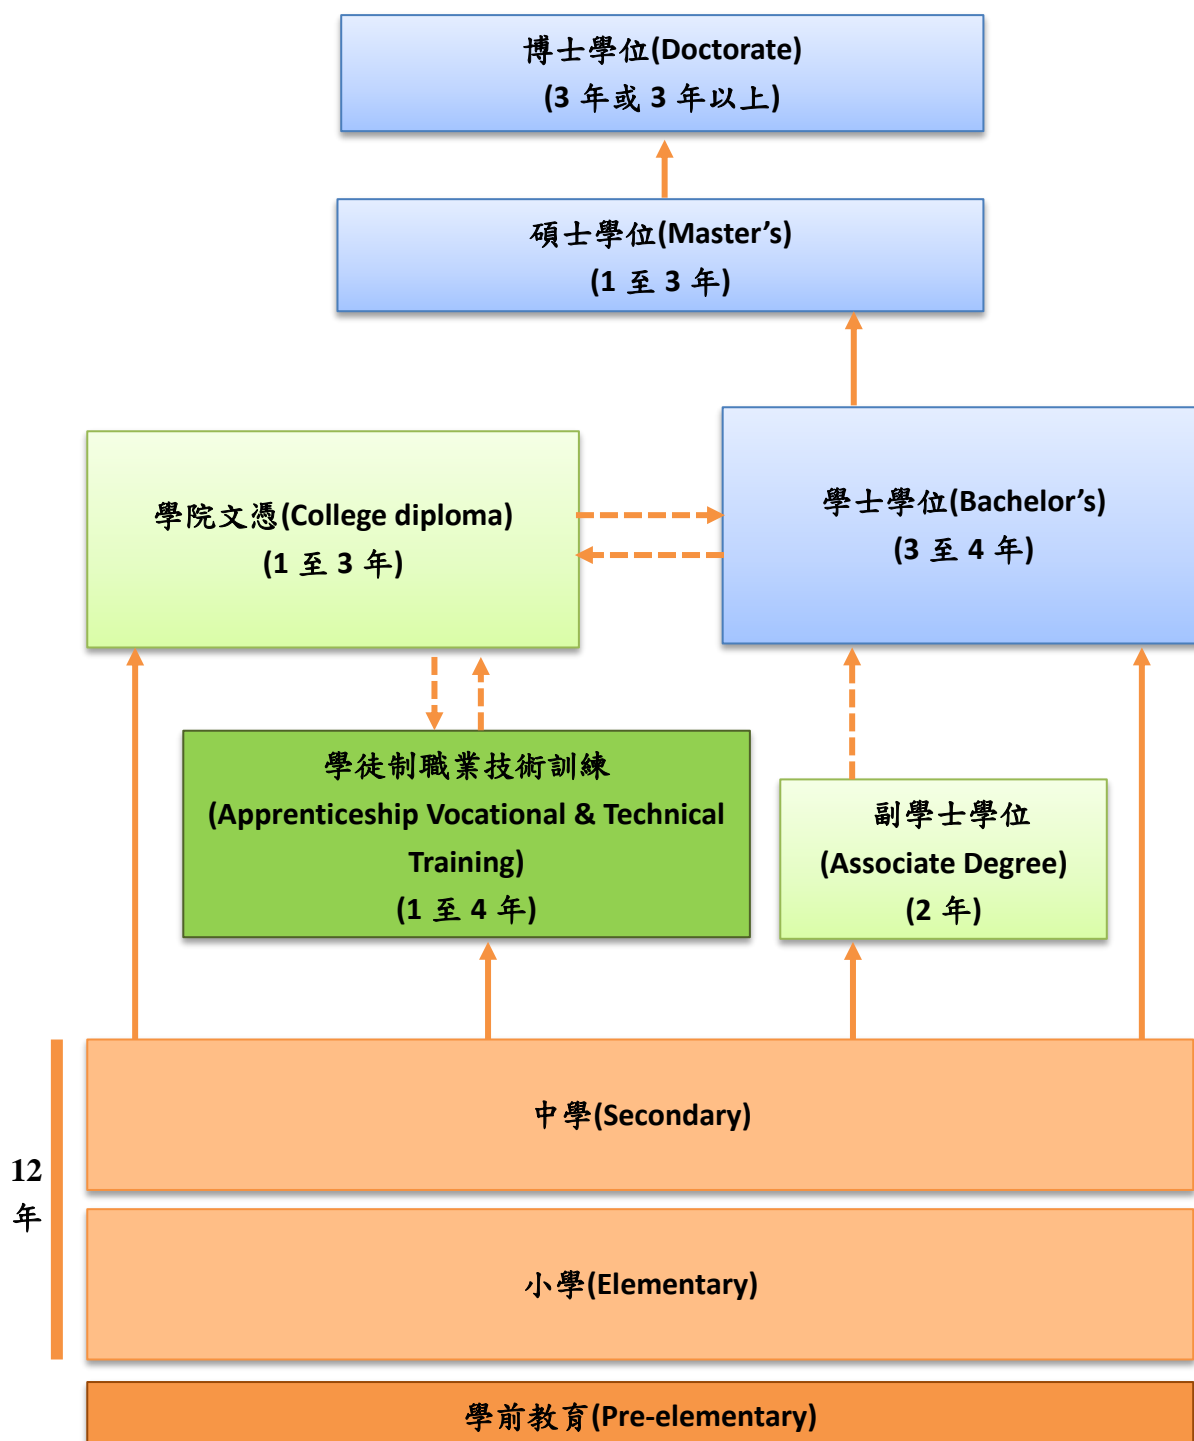 博士學位(Doctorate)
(3 年或 3 年以上)
碩士學位(Master’s)
(1 至 3 年)
學院文憑(College diploma)
(1 至 3 年)
學士學位(Bachelor’s)
(3 至 4 年)
學徒制職業技術訓練
(Apprenticeship Vocational & Technical
Training)
(1 至 4 年)
副學士學位
(Associate Degree)
(2 年)
中學(Secondary)
12
年
小學(Elementary)
學前教育(Pre-elementary)